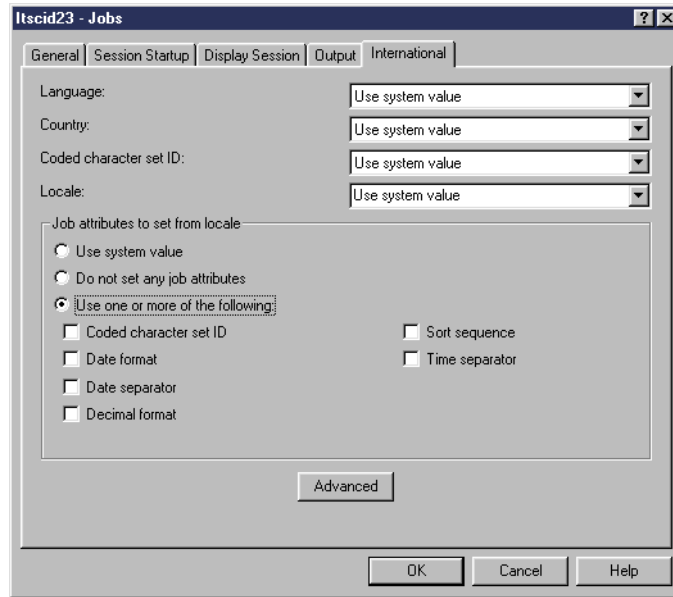 Itscid23 - Jobs
General Session Startup Display Session Output International
Language: Use system value
Country: Use system value
Coded character set ID: Use system value
Locale: Use system value
Job attributes to set from locale
Use system value
Do not set any job attributes
Use one or more of the following:
Coded character set ID Sort sequence
Date format Time separator
Date separator
Decimal format
Advanced
OK Cancel Help